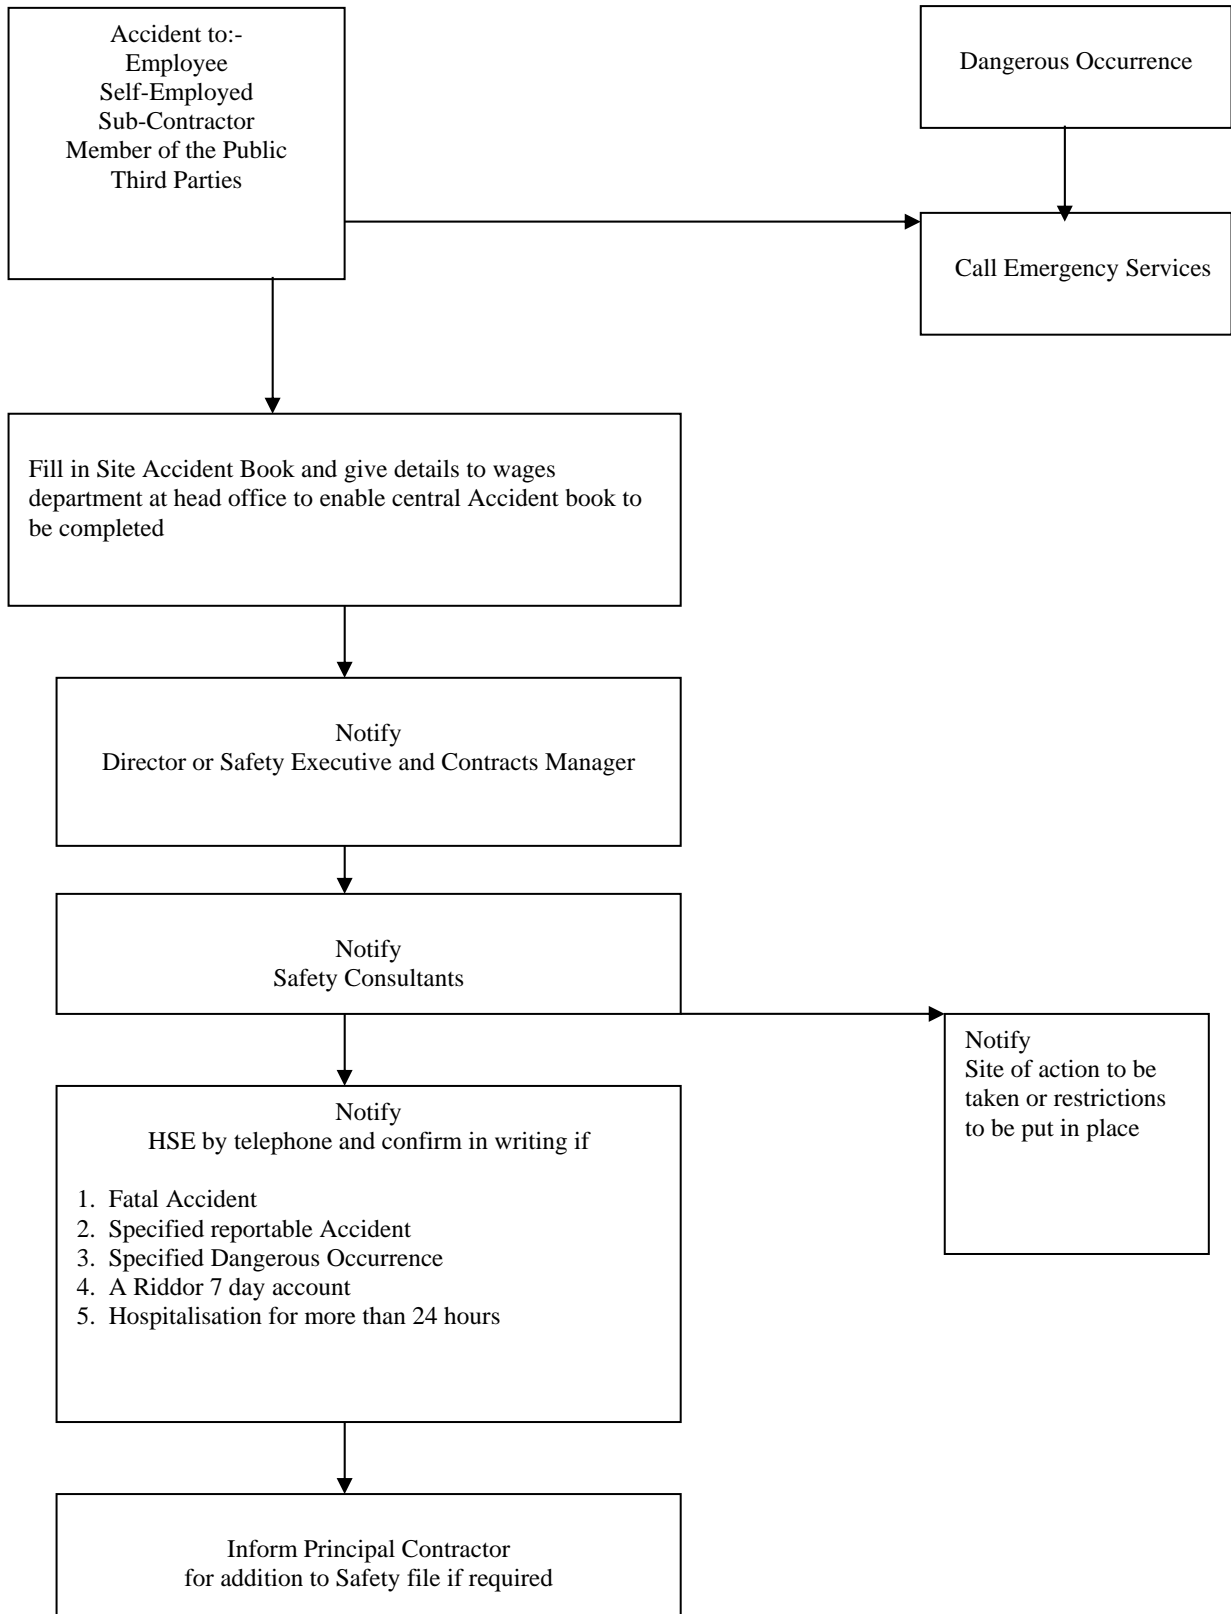 Accident to:-
Employee
Self-Employed
Sub-Contractor
Member of the Public
Third Parties
Dangerous Occurrence
Call Emergency Services
Fill in Site Accident Book and give details to wages
department at head office to enable central Accident book to
be completed
Notify
Director or Safety Executive and Contracts Manager
Notify
Safety Consultants
Notify
Site of action to be
taken or restrictions
to be put in place
Notify
HSE by telephone and confirm in writing if
1. Fatal Accident
2. Specified reportable Accident
3. Specified Dangerous Occurrence
4. A Riddor 7 day account
5. Hospitalisation for more than 24 hours
Inform Principal Contractor
for addition to Safety file if required